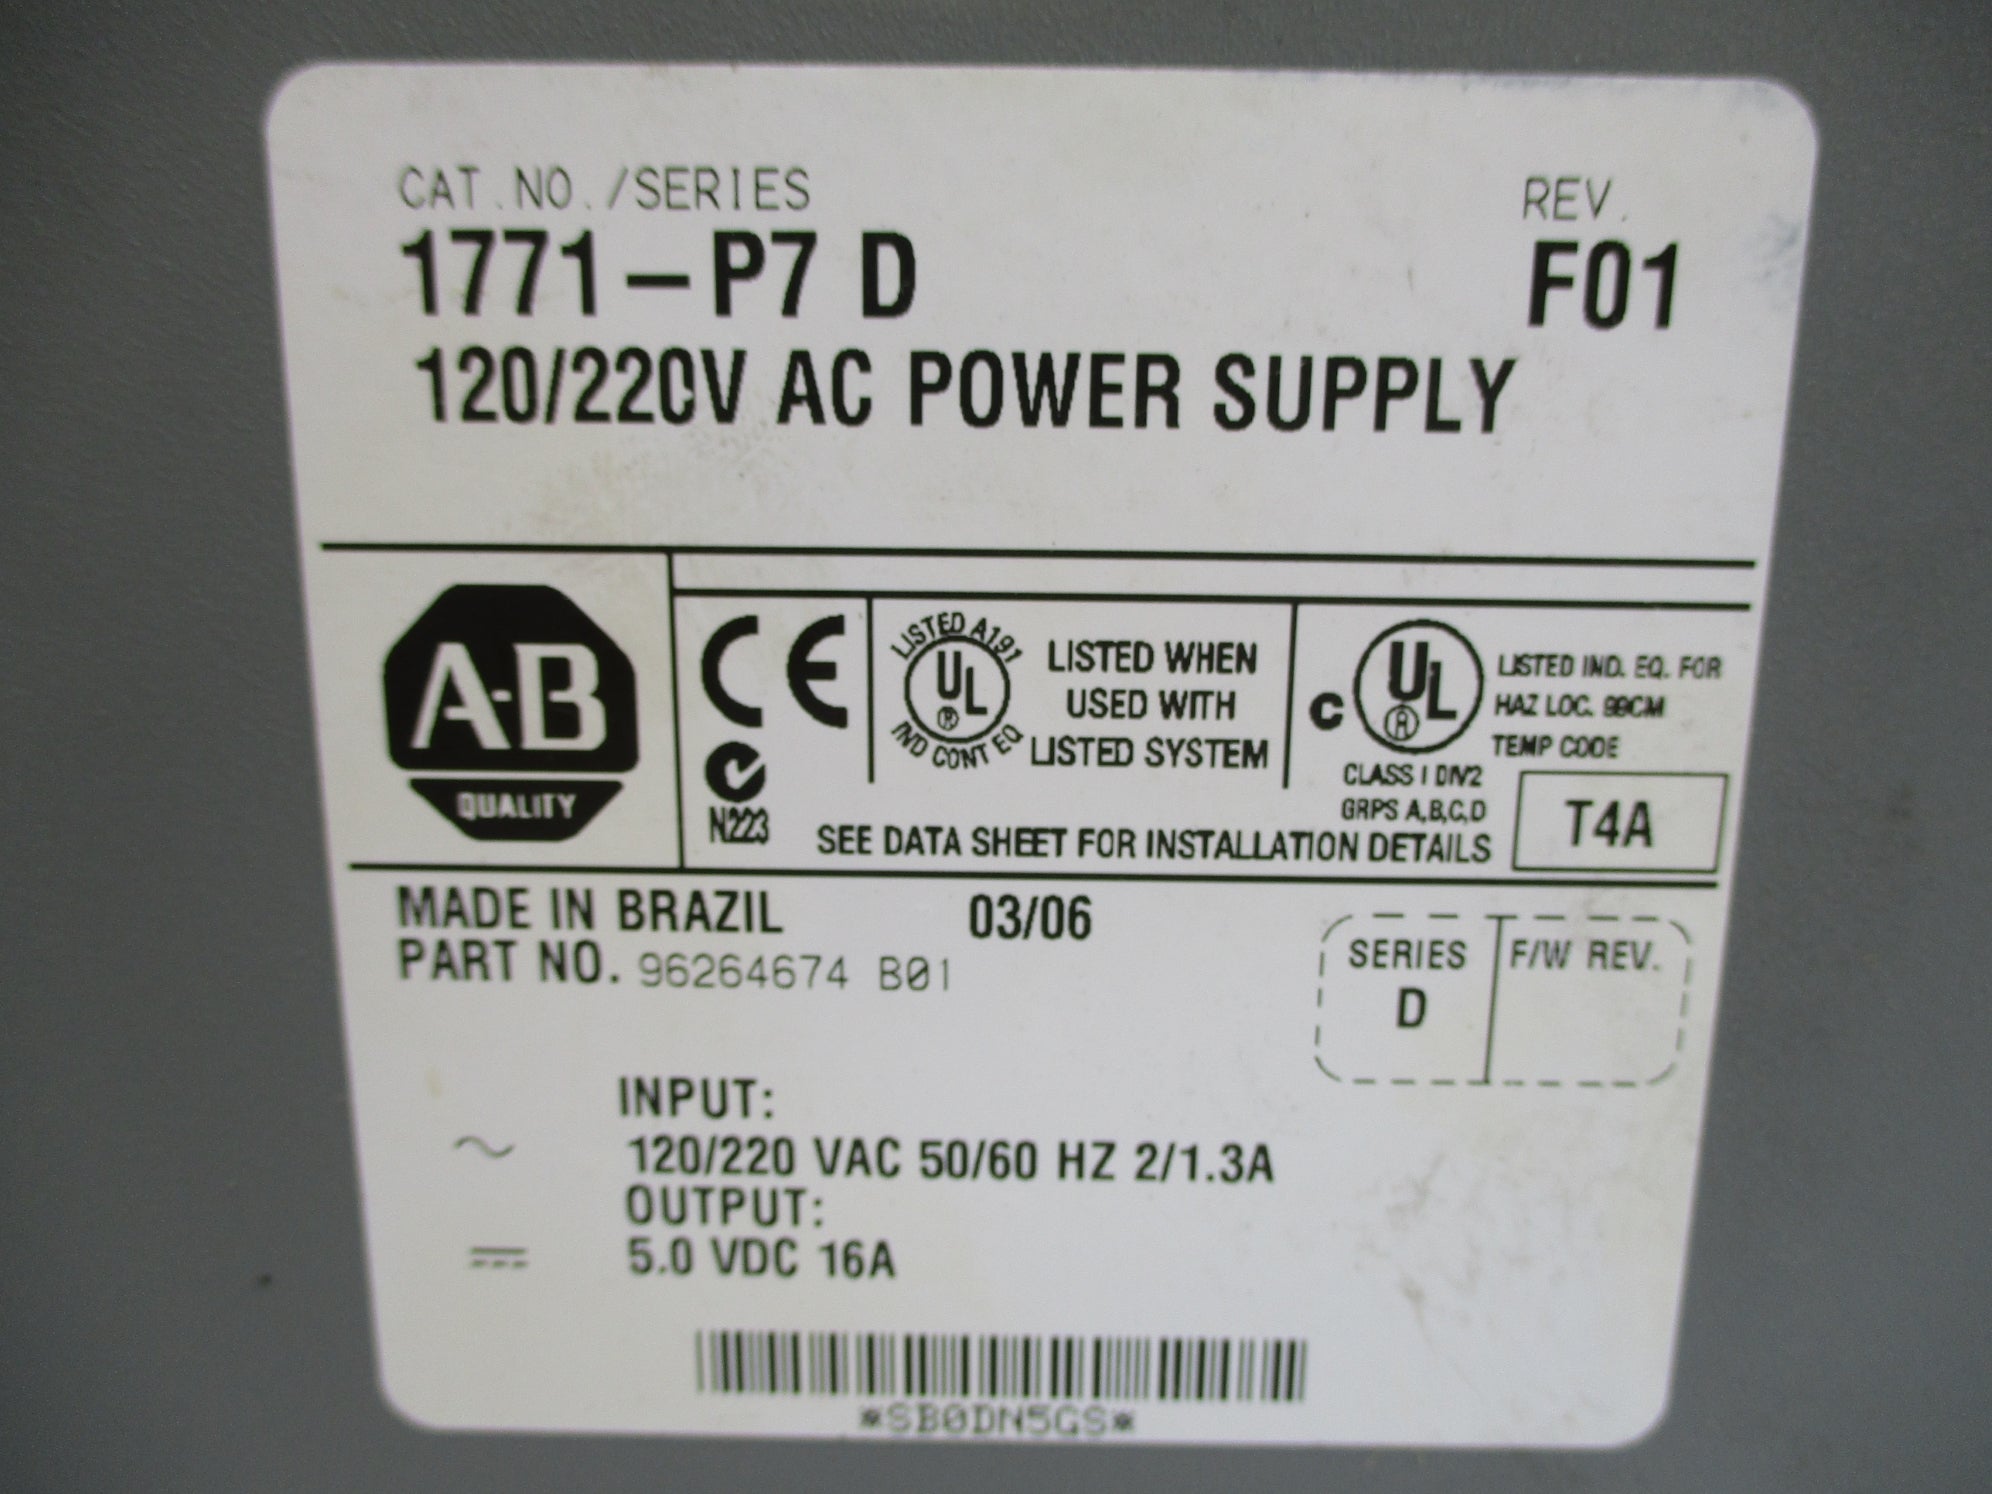 CAT.NO./SERIES
REV.
1771-P7 D
F01
120/220V AC POWER SUPPLY
A-B
QUALITY
CE
N223
LISTED A191
UL
®
IND CONT EQ
LISTED WHEN
USED WITH
LISTED SYSTEM
C UL
®
LISTED IND. EQ. FOR
HAZ LOC. 99CM
TEMP CODE
CLASS I DIV2
GRPS A,B,C,D
T4A
SEE DATA SHEET FOR INSTALLATION DETAILS
MADE IN BRAZIL 03/06
PART NO. 96264674 B01
SERIES
D
F/W REV.
INPUT:
~ 120/220 VAC 50/60 HZ 2/1.3A
OUTPUT:
⎓ 5.0 VDC 16A
*SB0DN5GS*